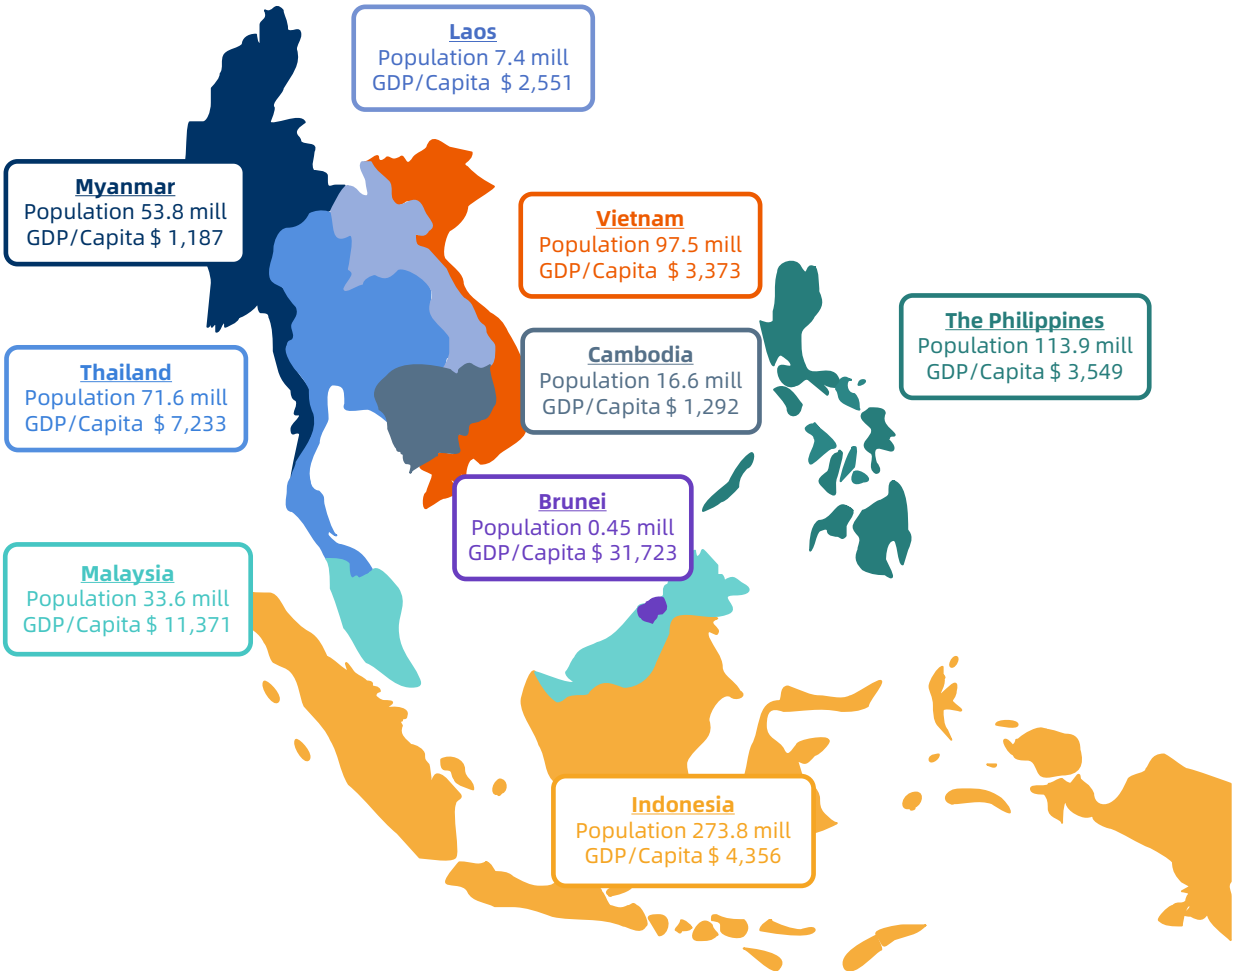 Laos
Population 7.4 mill
GDP/Capita $ 2,551
Myanmar
Population 53.8 mill
GDP/Capita $ 1,187
Vietnam
Population 97.5 mill
GDP/Capita $ 3,373
The Philippines
Population 113.9 mill
GDP/Capita $ 3,549
Thailand
Population 71.6 mill
GDP/Capita $ 7,233
Cambodia
Population 16.6 mill
GDP/Capita $ 1,292
Brunei
Population 0.45 mill
GDP/Capita $ 31,723
Malaysia
Population 33.6 mill
GDP/Capita $ 11,371
Indonesia
Population 273.8 mill
GDP/Capita $ 4,356